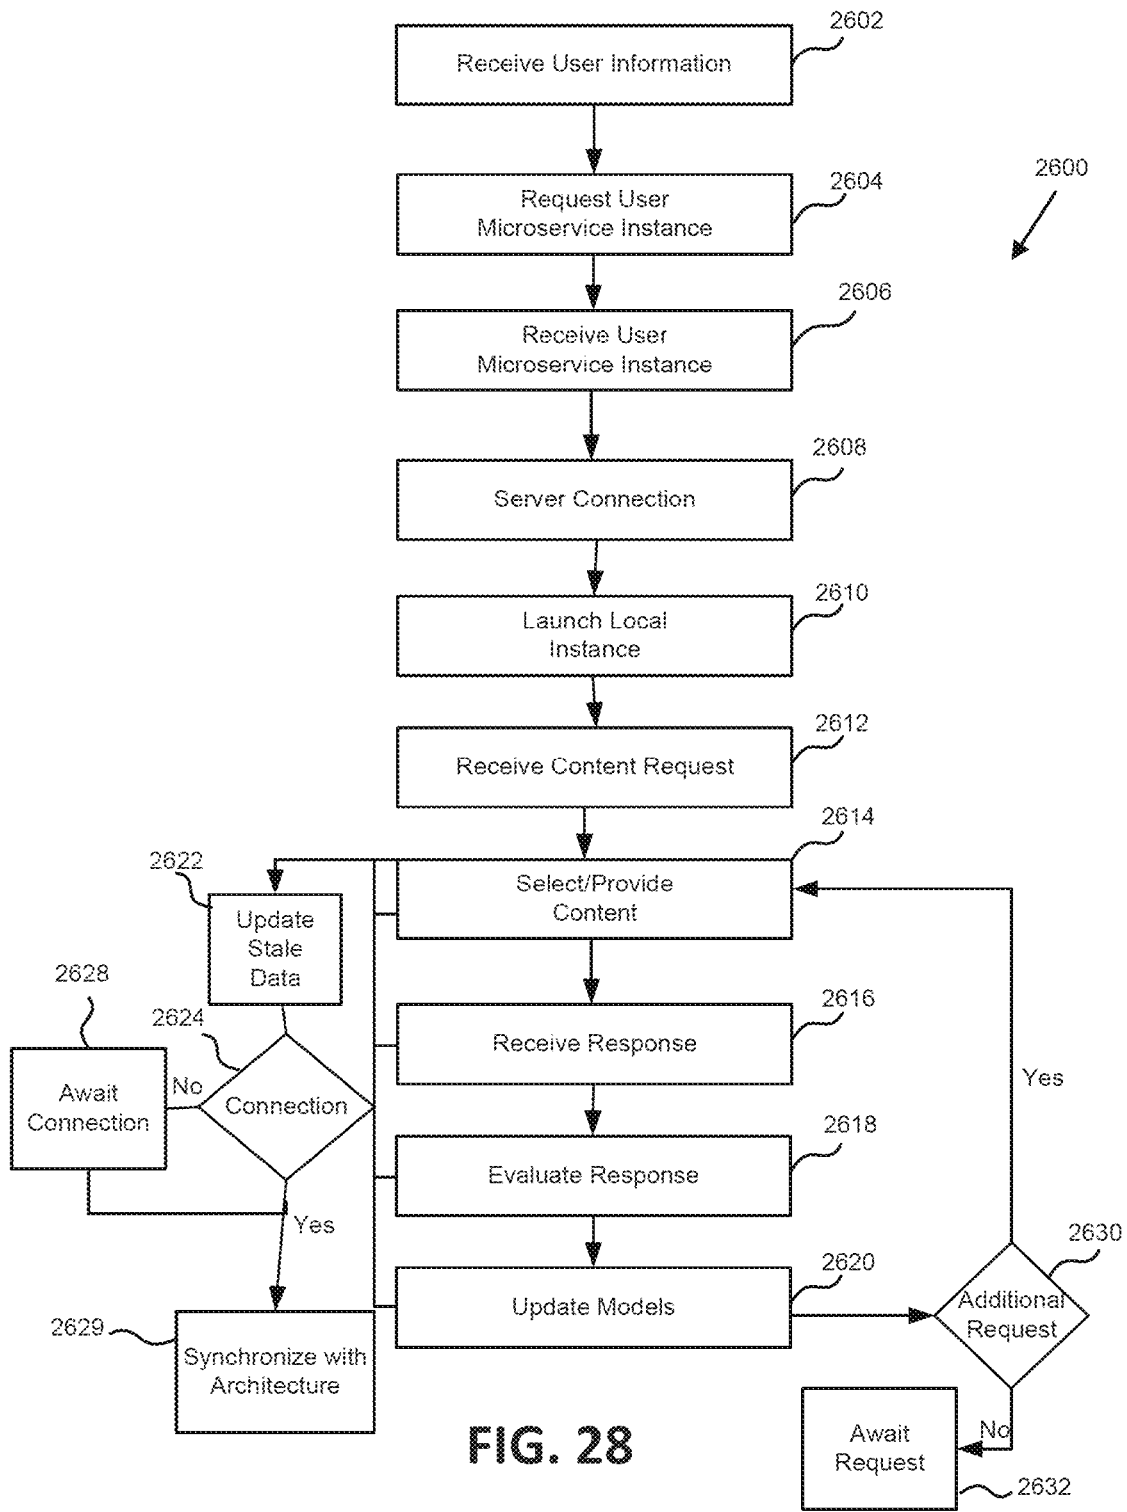 2602
Receive User Information
2604
Request User
Microservice Instance
2600
2606
Receive User
Microservice Instance
2608
Server Connection
2610
Launch Local
Instance
2612
Receive Content Request
2614
Select/Provide
Content
2622
Update
Stale
Data
2628
2624
2616
Receive Response
Await
Connection
No
Connection
Yes
2618
Evaluate Response
Yes
2630
2620
Update Models
Additional
Request
2629
Synchronize with
Architecture
FIG. 28
No
Await
Request
2632